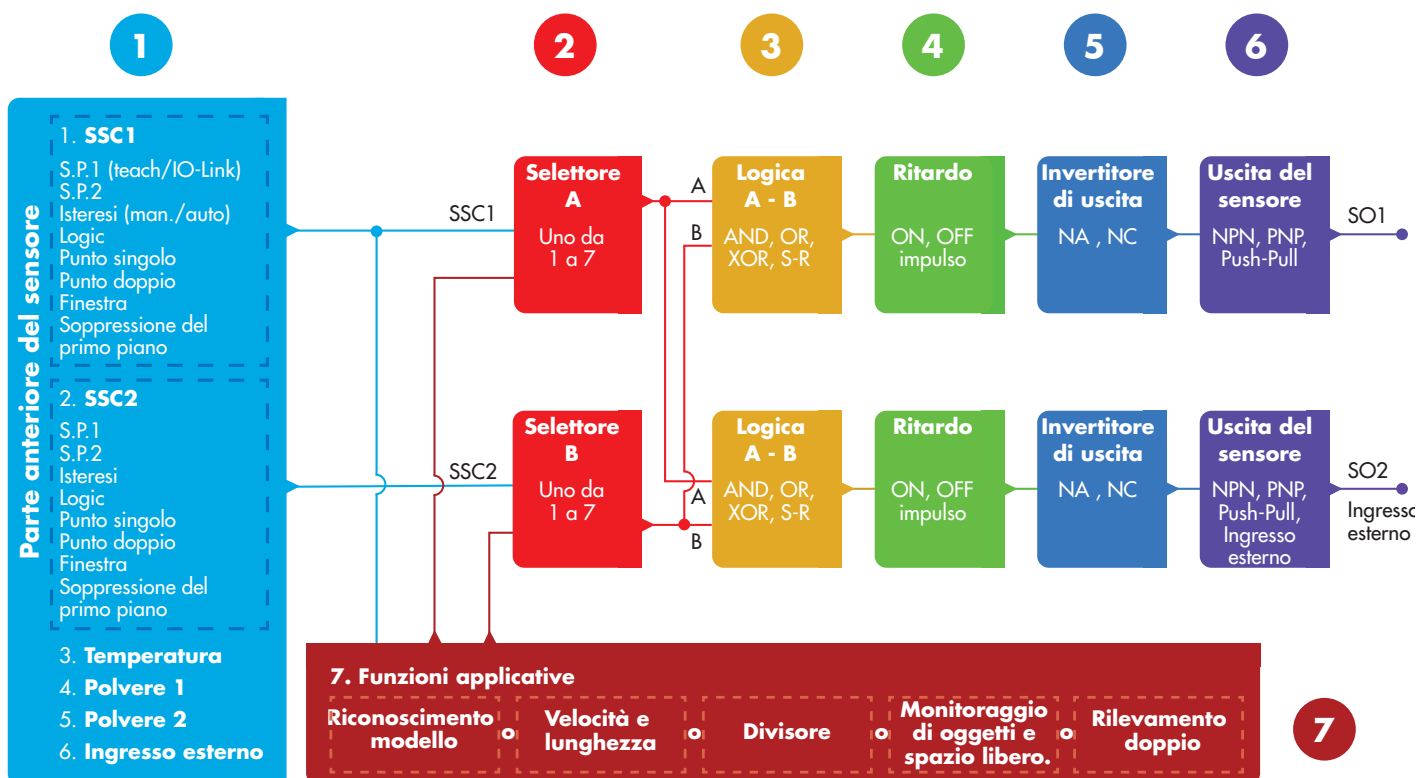 1
2
3
4
5
6
Parte anteriore del sensore
1. SSC1
S.P.1 (teach/IO-Link)
S.P.2
Isteresi (man./auto)
Logic
Punto singolo
Punto doppio
Finestra
Soppressione del
primo piano
2. SSC2
S.P.1
S.P.2
Isteresi
Logic
Punto singolo
Punto doppio
Finestra
Soppressione del
primo piano
3. Temperatura
4. Polvere 1
5. Polvere 2
6. Ingresso esterno
SSC1
Selettore
A
Uno da
1 a 7
A
B
Logica
A - B
AND, OR,
XOR, S-R
Ritardo
ON, OFF
impulso
Invertitore
di uscita
NA , NC
Uscita del
sensore
NPN, PNP,
Push-Pull
SO1
SSC2
Selettore
B
Uno da
1 a 7
A
B
Logica
A - B
AND, OR,
XOR, S-R
Ritardo
ON, OFF
impulso
Invertitore
di uscita
NA , NC
Uscita del
sensore
NPN, PNP,
Push-Pull,
Ingresso
esterno
SO2
Ingresso
esterno
7. Funzioni applicative
Riconoscimento
modello
o
Velocità e
lunghezza
o
Divisore
o
Monitoraggio
di oggetti e
spazio libero.
o
Rilevamento
doppio
7